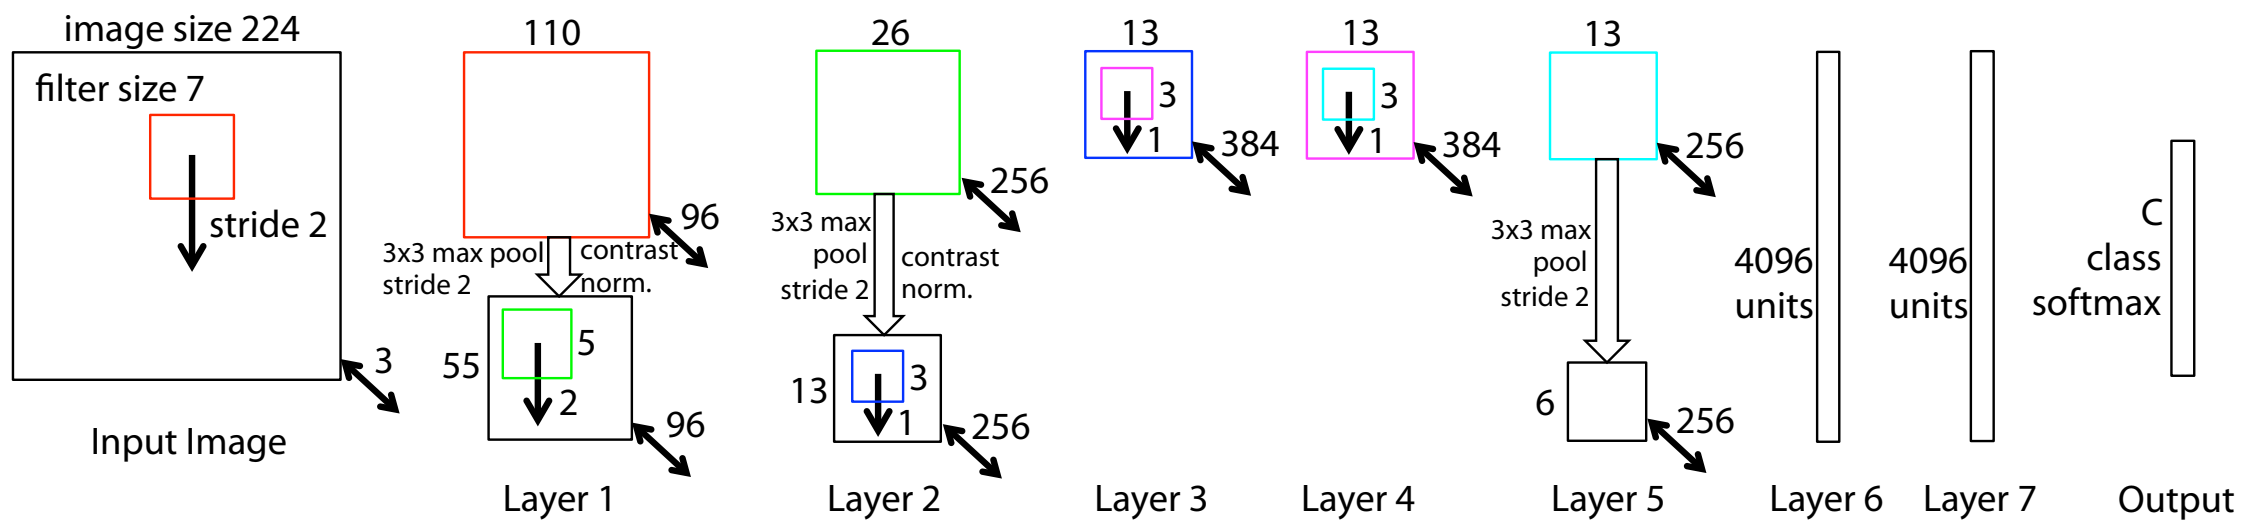 image size 224
filter size 7
stride 2
3
Input Image
110
96
3x3 max pool
stride 2
contrast
norm.
55
5
2
96
Layer 1
26
256
3x3 max
pool
stride 2
contrast
norm.
13
3
1
256
Layer 2
13
3
1
384
Layer 3
13
3
1
384
Layer 4
13
256
3x3 max
pool
stride 2
6
256
Layer 5
4096
units
Layer 6
4096
units
Layer 7
C
class
softmax
Output